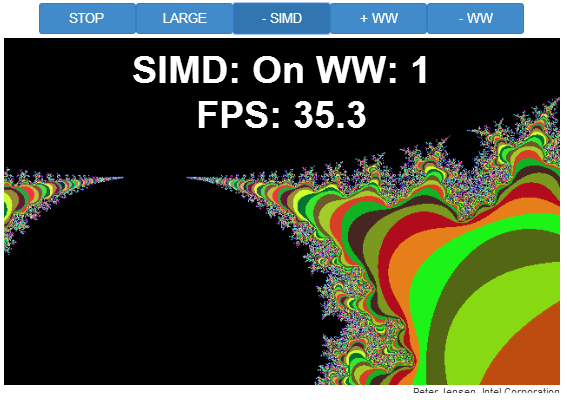 STOP LARGE - SIMD + WW - WW
SIMD: On WW: 1
FPS: 35.3
Peter Jensen, Intel Corporation